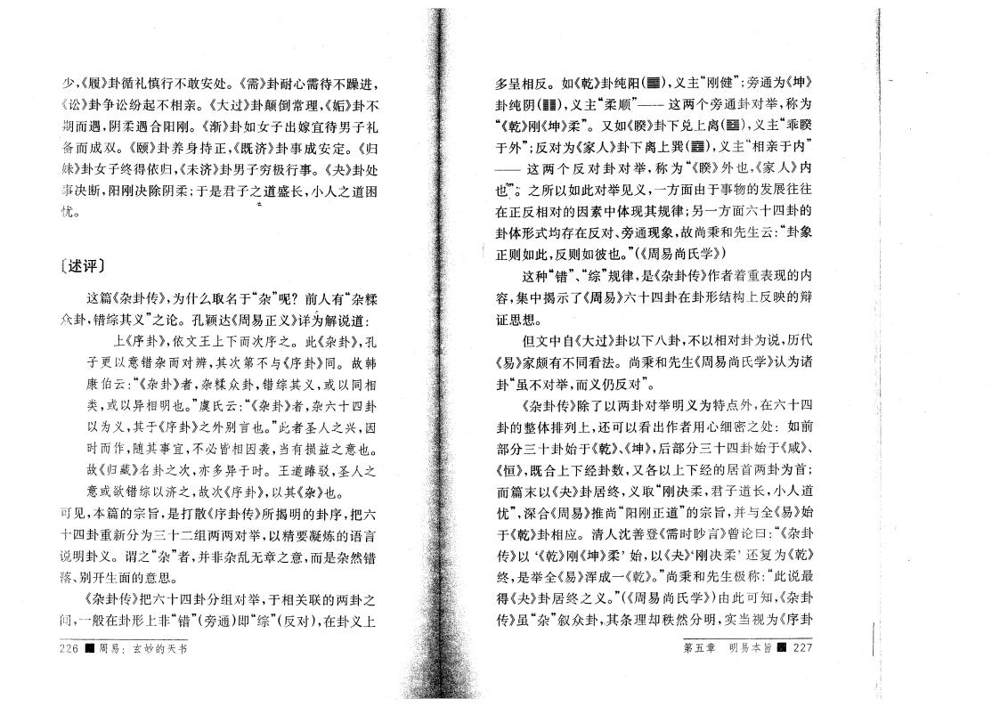 少,《履》卦循礼慎行不敢安处。《需》卦耐心需待不躁进,
《讼》卦争讼纷起不相亲。《大过》卦颠倒常理,《姤》卦不
期而遇,阴柔遇合阳刚。《渐》卦如女子出嫁宜待男子礼
备而成双。《颐》卦养身持正,《既济》卦事成安定。《归
妹》卦女子终得依归,《未济》卦男子穷极行事。《夬》卦处
事决断,阳刚决除阴柔;于是君子之道盛长,小人之道困
忧。
〔述评〕
这篇《杂卦传》,为什么取名于“杂”呢?前人有“杂糅
众卦,错综其义”之论。孔颖达《周易正义》详为解说道:
上《序卦》,依文王上下而次序之。此《杂卦》,孔
子更以意错杂而对辨,其次第不与《序卦》同。故韩
康伯云:“《杂卦》者,杂糅众卦,错综其义,或以同相
类,或以异相明也。”虞氏云:“《杂卦》者,杂六十四卦
以为义,其于《序卦》之外别言也。”此者圣人之兴,因
时而作,随其事宜,不必皆相因袭,当有损益之意也。
故《归藏》名卦之次,亦多异于时。王道踳驳,圣人之
意或欲错综以济之,故次《序卦》,以其《杂》也。
可见,本篇的宗旨,是打散《序卦传》所揭明的卦序,把六
十四卦重新分为三十二组两两对举,以精要凝炼的语言
说明卦义。谓之“杂”者,并非杂乱无章之意,而是杂然错
落、别开生面的意思。
《杂卦传》把六十四卦分组对举,于相关联的两卦之
间,一般在卦形上非“错”(旁通)即“综”(反对),在卦义上
226 周易:玄妙的天书
多呈相反。如《乾》卦纯阳(䷀),义主“刚健”;旁通为《坤》
卦纯阴(䷁),义主“柔顺”——这两个旁通卦对举,称为
“《乾》刚《坤》柔”。又如《睽》卦下兑上离(䷥),义主“乖睽
于外”;反对为《家人》卦下离上巽(䷤),义主“相亲于内”
——这两个反对卦对举,称为“《睽》外也,《家人》内
也”。之所以如此对举见义,一方面由于事物的发展往往
在正反相对的因素中体现其规律;另一方面六十四卦的
卦体形式均存在反对、旁通现象,故尚秉和先生云:“卦象
正则如此,反则如彼也。”(《周易尚氏学》)
这种“错”、“综”规律,是《杂卦传》作者着重表现的内
容,集中揭示了《周易》六十四卦在卦形结构上反映的辩
证思想。
但文中自《大过》卦以下八卦,不以相对卦为说,历代
《易》家颇有不同看法。尚秉和先生《周易尚氏学》认为诸
卦“虽不对举,而义仍反对”。
《杂卦传》除了以两卦对举明义为特点外,在六十四
卦的整体排列上,还可以看出作者用心细密之处:如前
部分三十卦始于《乾》、《坤》,后部分三十四卦始于《咸》、
《恒》,既合上下经卦数,又各以上下经的居首两卦为首;
而篇末以《夬》卦居终,义取“刚决柔,君子道长,小人道
忧”,深合《周易》推尚“阳刚正道”的宗旨,并与全《易》始
于《乾》卦相应。清人沈善登《需时眇言》曾论曰:“《杂卦
传》以‘《乾》刚《坤》柔’始,以《夬》‘刚决柔’还复为《乾》
终,是举全《易》浑成一《乾》。”尚秉和先生极称:“此说最
得《夬》卦居终之义。”(《周易尚氏学》)由此可知,《杂卦
传》虽“杂”叙众卦,其条理却秩然分明,实当视为《序卦
第五章 明易本旨 227